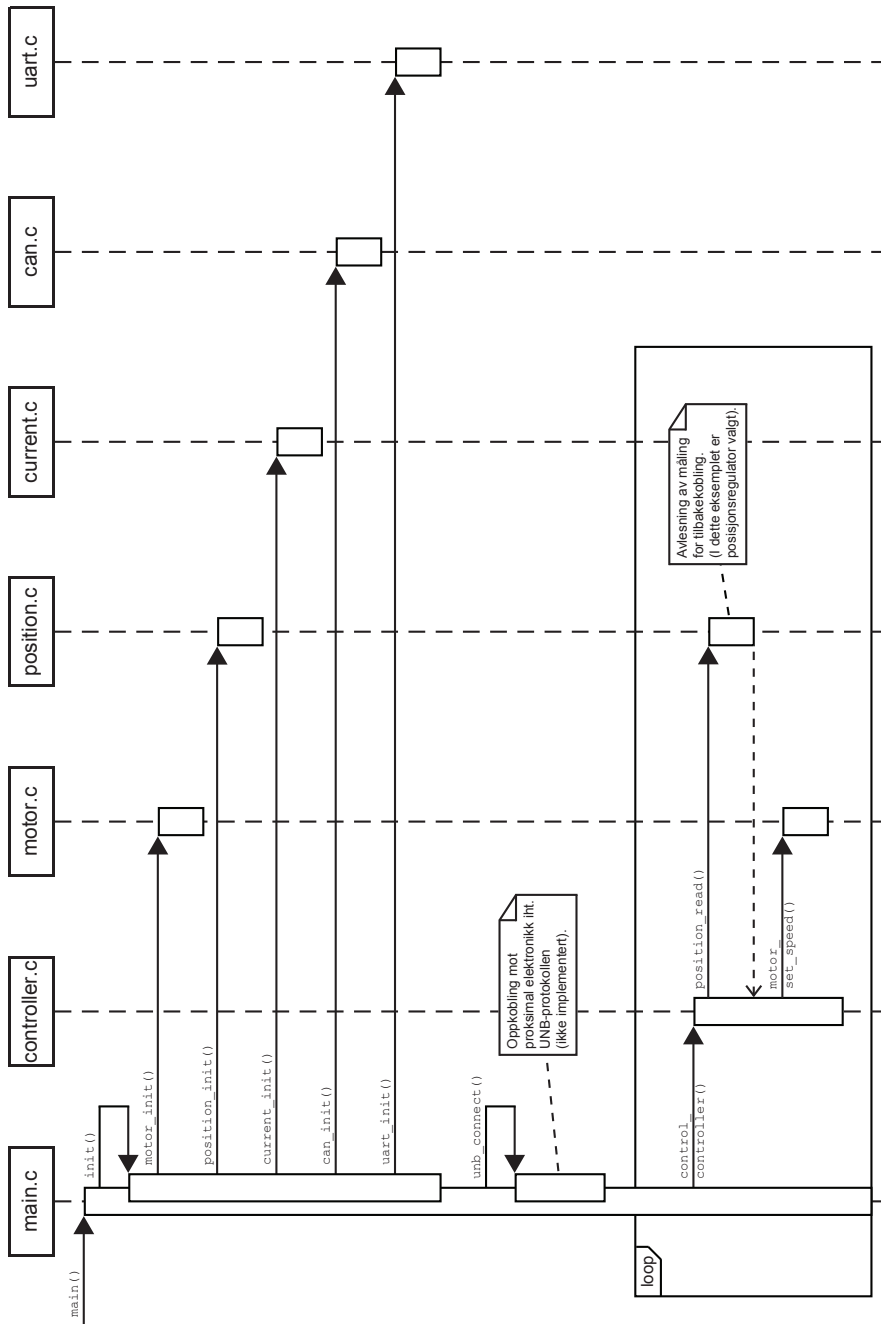 main.c
controller.c
motor.c
position.c
current.c
can.c
uart.c
main()
init()
motor_init()
position_init()
current_init()
can_init()
uart_init()
unb_connect()
Oppkobling mot
proksimal elektronikk iht.
UNB-protokollen
(ikke implementert).
loop
control_
controller()
position_read()
Avlesning av måling
for tilbakekobling.
(I dette eksemplet er
posisjonsregulator valgt).
motor_
set_speed()